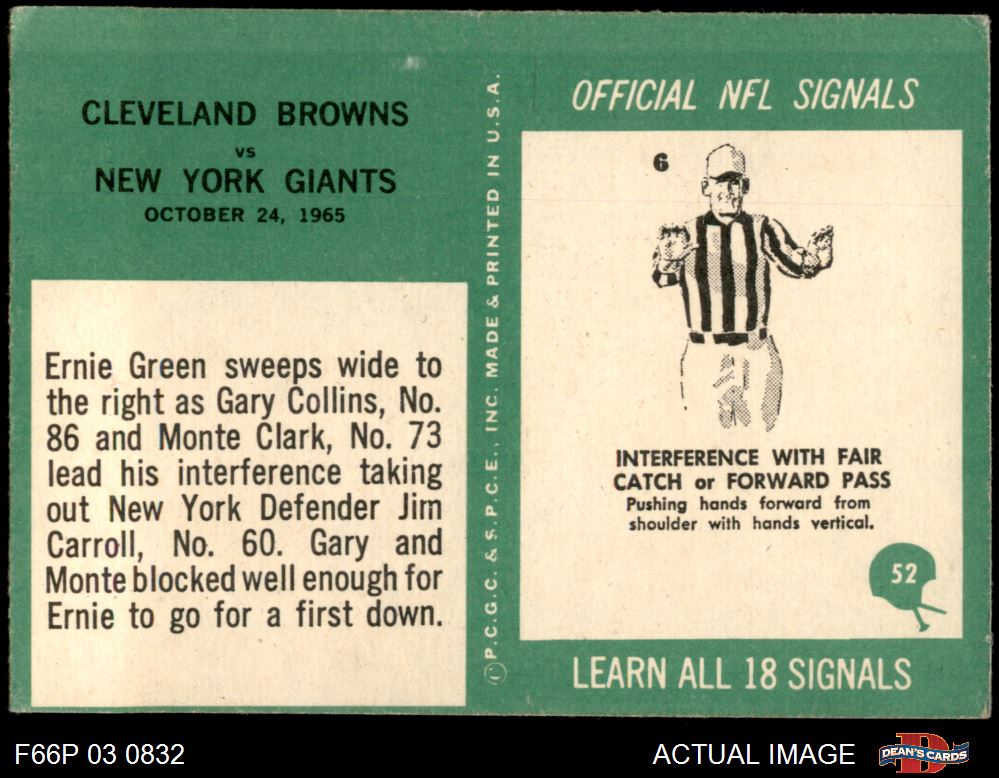 CLEVELAND BROWNS
vs
NEW YORK GIANTS
OCTOBER 24, 1965
Ernie Green sweeps wide to
the right as Gary Collins, No.
86 and Monte Clark, No. 73
lead his interference taking
out New York Defender Jim
Carroll, No. 60. Gary and
Monte blocked well enough for
Ernie to go for a first down.
©P.C.G.C. & S.P.C.E., INC. MADE & PRINTED IN U.S.A.
OFFICIAL NFL SIGNALS
6
INTERFERENCE WITH FAIR
CATCH or FORWARD PASS
Pushing hands forward from
shoulder with hands vertical.
52
LEARN ALL 18 SIGNALS
F66P 03 0832
ACTUAL IMAGE
D
DEAN'S CARDS